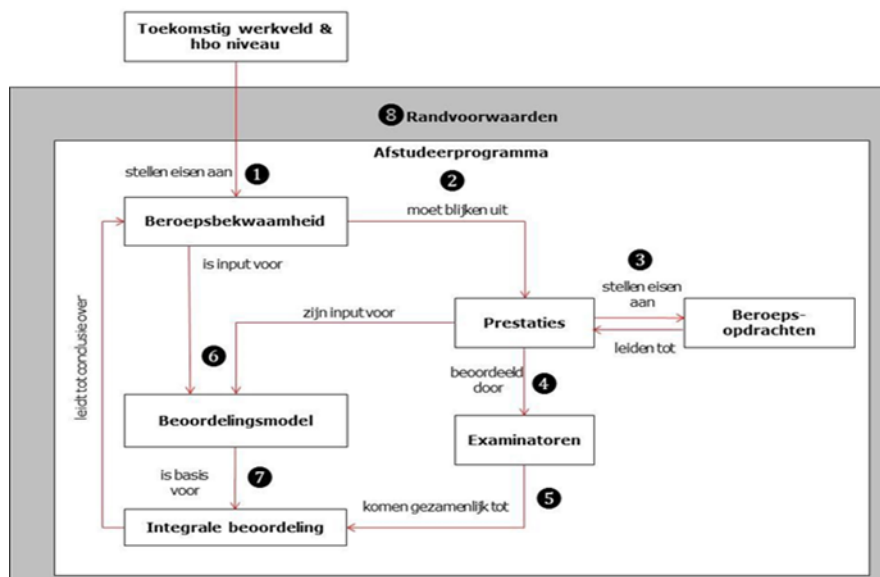 Toekomstig werkveld &
hbo niveau
8 Randvoorwaarden
Afstudeerprogramma
stellen eisen aan
1
2
Beroepsbekwaamheid
moet blijken uit
is input voor
3
stellen eisen
aan
zijn input voor
Prestaties
Beroeps-
opdrachten
leiden tot
6
beoordeeld
door
4
leidt tot conclusie over
Beoordelingsmodel
Examinatoren
is basis
voor
7
komen gezamenlijk tot
5
Integrale beoordeling